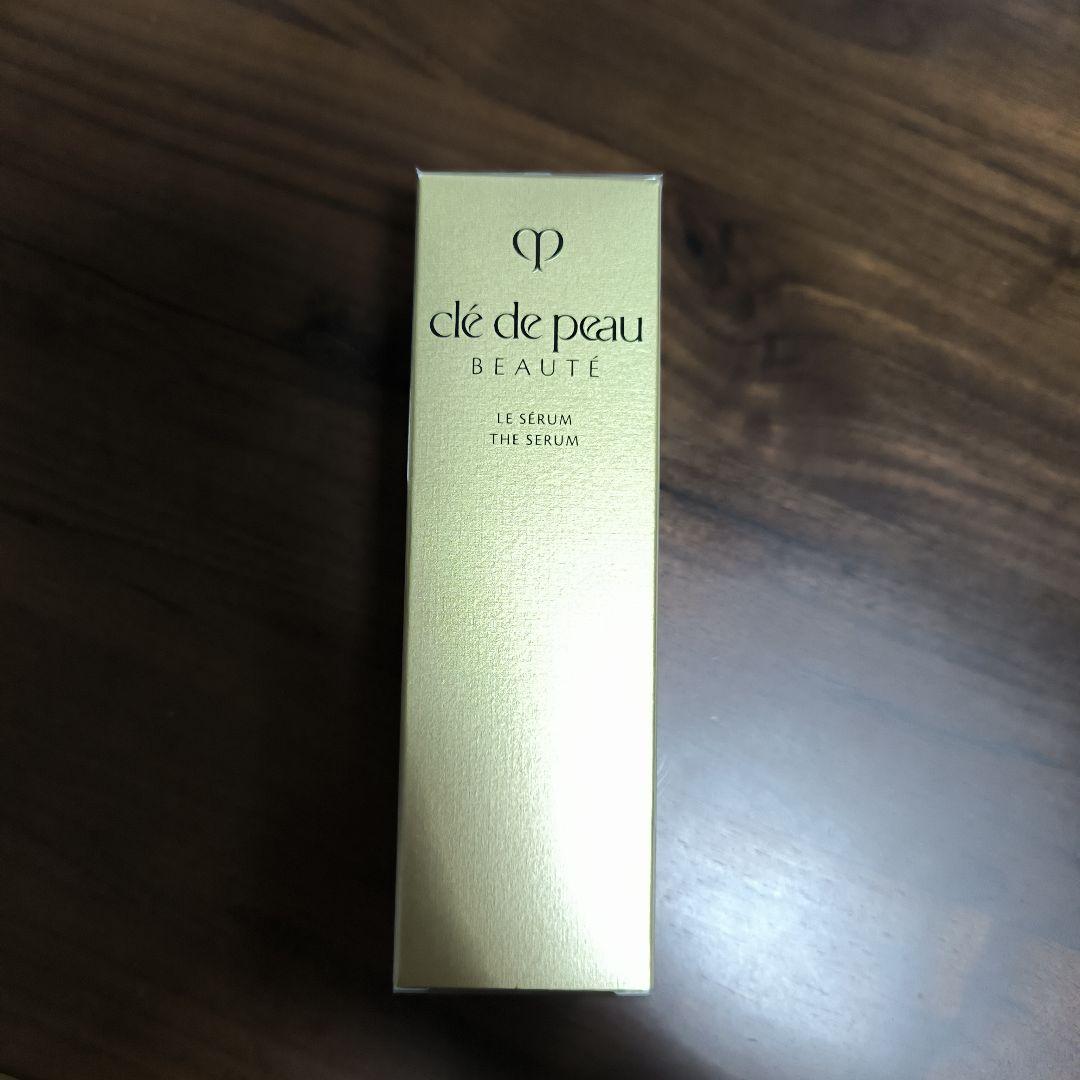 clé de peau
BEAUTÉ
LE SÉRUM
THE SERUM